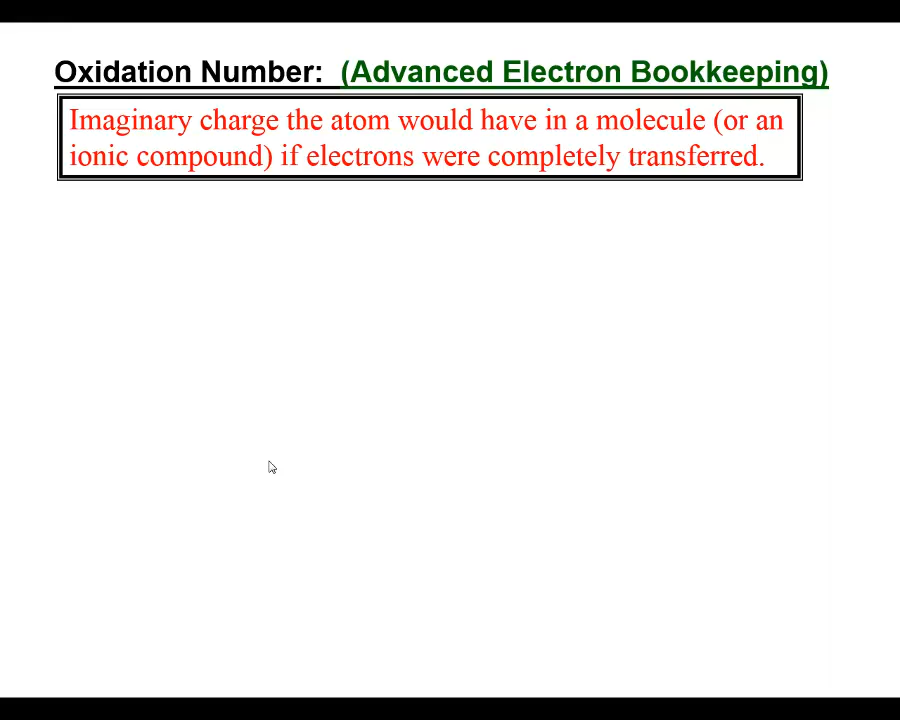 Oxidation Number: (Advanced Electron Bookkeeping)
Imaginary charge the atom would have in a molecule (or an
ionic compound) if electrons were completely transferred.